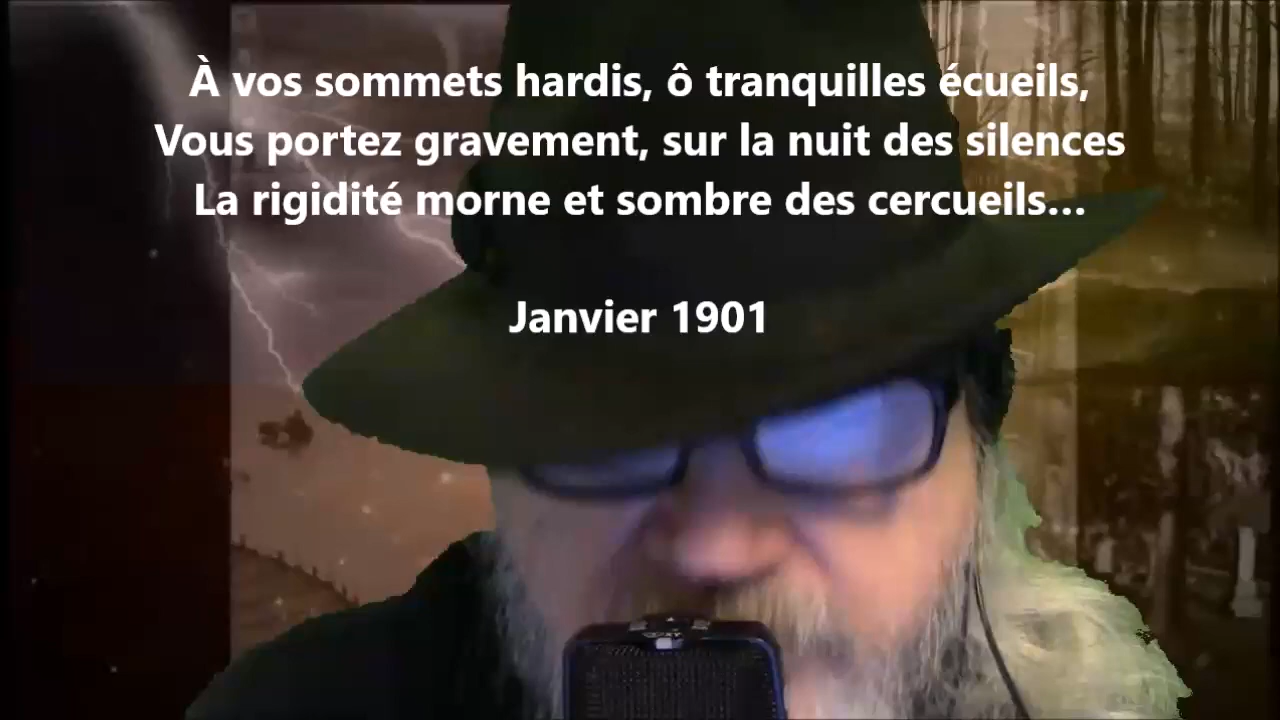 À vos sommets hardis, ô tranquilles écueils,
Vous portez gravement, sur la nuit des silences
La rigidité morne et sombre des cercueils...
Janvier 1901